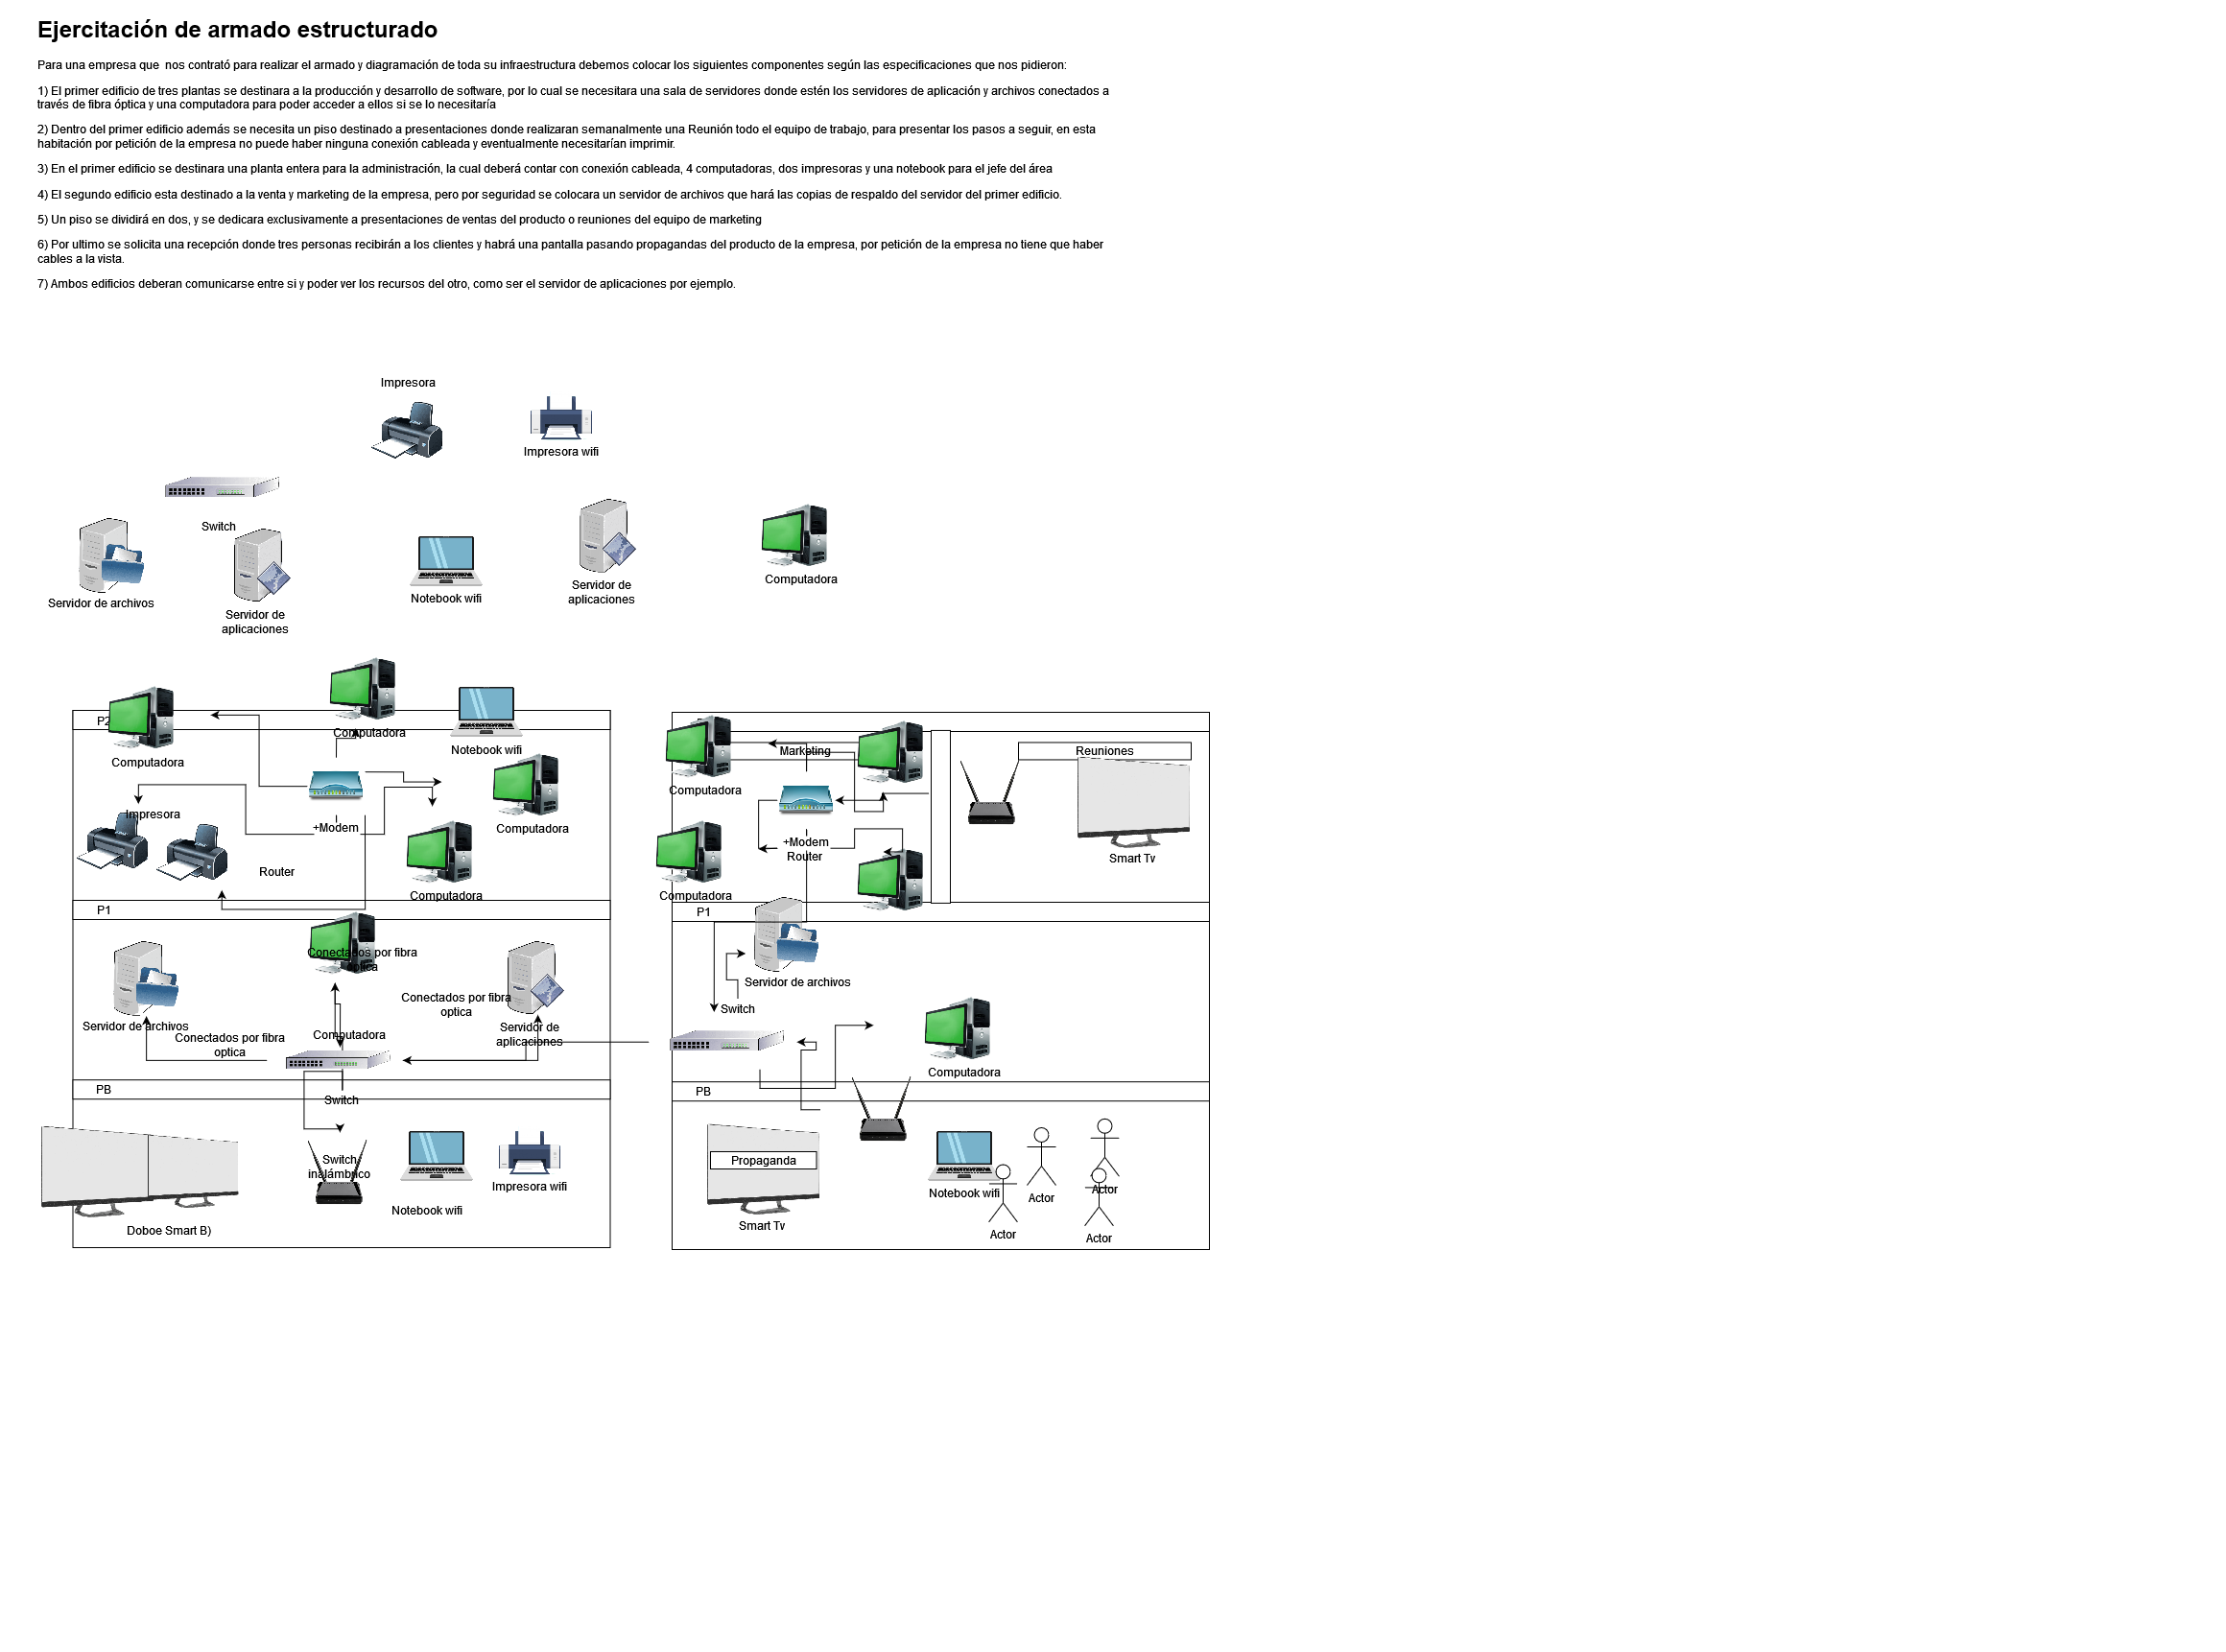 Ejercitación de armado estructurado
Para una empresa que  nos contrató para realizar el armado y diagramación de toda su infraestructura debemos colocar los siguientes componentes según las especificaciones que nos pidieron:
1) El primer edificio de tres plantas se destinara a la producción y desarrollo de software, por lo cual se necesitara una sala de servidores donde estén los servidores de aplicación y archivos conectados a
través de fibra óptica y una computadora para poder acceder a ellos si se lo necesitaría
2) Dentro del primer edificio además se necesita un piso destinado a presentaciones donde realizaran semanalmente una Reunión todo el equipo de trabajo, para presentar los pasos a seguir, en esta
habitación por petición de la empresa no puede haber ninguna conexión cableada y eventualmente necesitarían imprimir.
3) En el primer edificio se destinara una planta entera para la administración, la cual deberá contar con conexión cableada, 4 computadoras, dos impresoras y una notebook para el jefe del área
4) El segundo edificio esta destinado a la venta y marketing de la empresa, pero por seguridad se colocara un servidor de archivos que hará las copias de respaldo del servidor del primer edificio.
5) Un piso se dividirá en dos, y se dedicara exclusivamente a presentaciones de ventas del producto o reuniones del equipo de marketing
6) Por ultimo se solicita una recepción donde tres personas recibirán a los clientes y habrá una pantalla pasando propagandas del producto de la empresa, por petición de la empresa no tiene que haber
cables a la vista.
7) Ambos edificios deberan comunicarse entre si y poder ver los recursos del otro, como ser el servidor de aplicaciones por ejemplo.
Impresora
Impresora wifi
Switch
Servidor de archivos
Servidor de
aplicaciones
Notebook wifi
Servidor de
aplicaciones
Computadora
P2
Computadora
Notebook wifi
Computadora
Impresora
+Modem
Computadora
Router
Computadora
P1
Conectados por fibra
optica
Conectados por fibra
optica
Servidor de archivos
Servidor de
aplicaciones
Conectados por fibra
optica
Computadora
PB
Switch
Switch
inalámbrico
Impresora wifi
Notebook wifi
Doboe Smart B)
Marketing
Reuniones
Computadora
+Modem
Router
Smart Tv
Computadora
P1
Servidor de archivos
Switch
Computadora
PB
Propaganda
Notebook wifi
Actor
Actor
Smart Tv
Actor
Actor